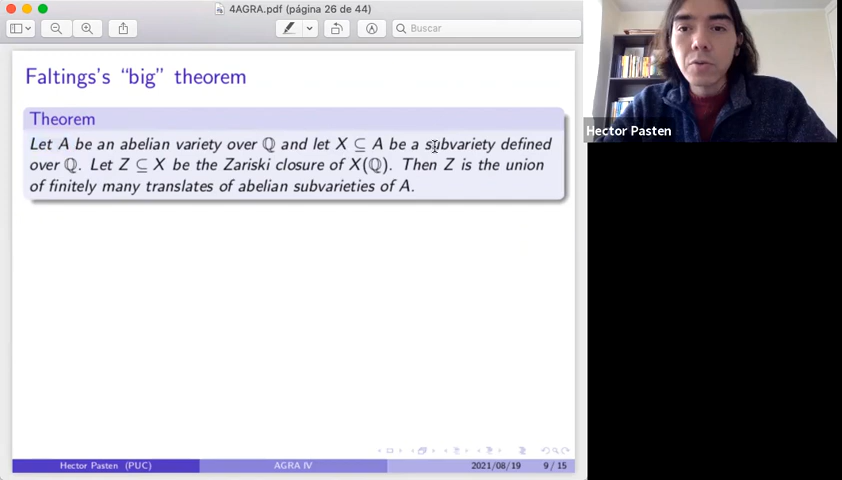 4AGRA.pdf (página 26 de 44)
Buscar
Faltings's “big” theorem
Theorem
Let A be an abelian variety over ℚ and let X ⊆ A be a subvariety defined
over ℚ. Let Z ⊆ X be the Zariski closure of X(ℚ). Then Z is the union
of finitely many translates of abelian subvarieties of A.
Hector Pasten
Hector Pasten (PUC) AGRA IV 2021/08/19 9 / 15